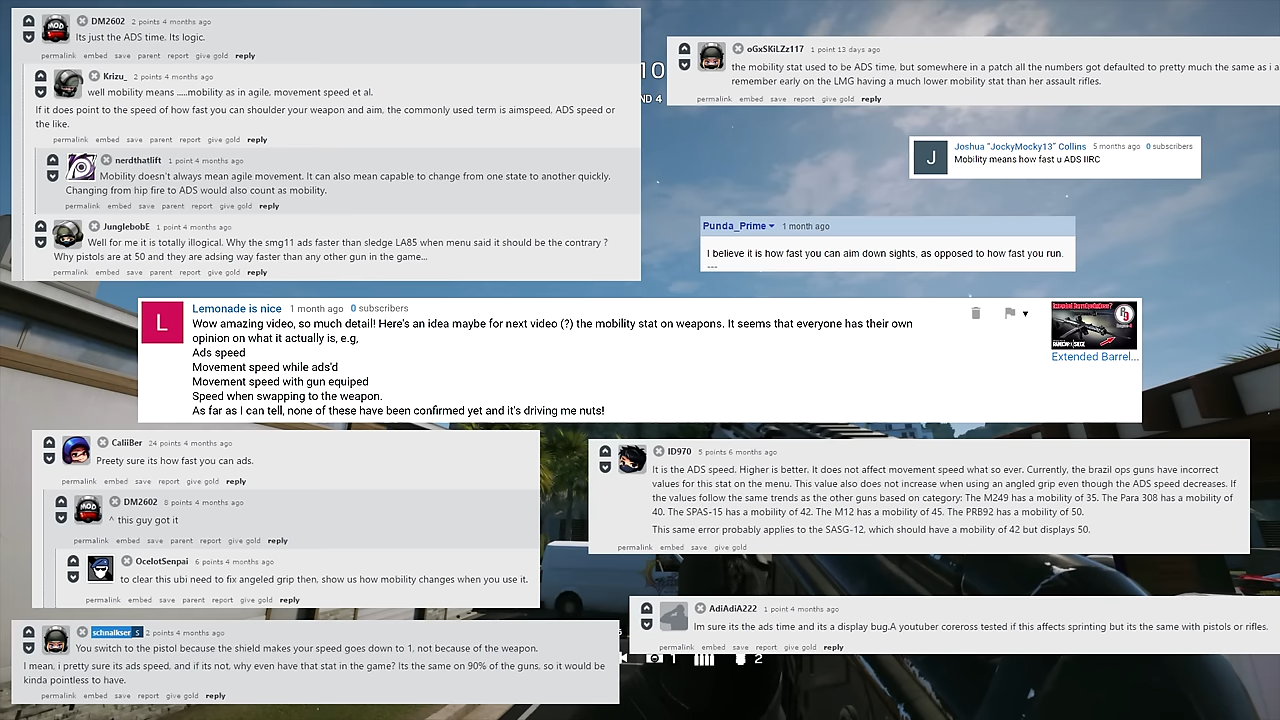 DM2602 2 points 4 months ago
Its just the ADS time. Its logic.
permalink embed save parent report give gold reply
Krizu_ 2 points 4 months ago
well mobility means .....mobility as in agile, movement speed et al.
If it does point to the speed of how fast you can shoulder your weapon and aim, the commonly used term is aimspeed, ADS speed or
the like.
permalink embed save parent report give gold reply
nerdthatlift 1 point 4 months ago
Mobility doesn't always mean agile movement. It can also mean capable to change from one state to another quickly.
Changing from hip fire to ADS would also count as mobility.
permalink embed save parent report give gold reply
JunglebobE 1 point 4 months ago
Well for me it is totally illogical. Why the smg11 ads faster than sledge LA85 when menu said it should be the contrary ?
Why pistols are at 50 and they are adsing way faster than any other gun in the game...
permalink embed save parent report give gold reply
oGxSKiLZz117 1 point 13 days ago
the mobility stat used to be ADS time, but somewhere in a patch all the numbers got defaulted to pretty much the same as i a
remember early on the LMG having a much lower mobility stat than her assault rifles.
permalink embed save report give gold reply
10
ND 4
J
Joshua "JockyMocky13" Collins 5 months ago 0 subscribers
Mobility means how fast u ADS IIRC
Punda_Prime 1 month ago
I believe it is how fast you can aim down sights, as opposed to how fast you run.
---
L
Lemonade is nice 1 month ago 0 subscribers
Wow amazing video, so much detail! Here's an idea maybe for next video (?) the mobility stat on weapons. It seems that everyone has their own
opinion on what it actually is, e.g,
Ads speed
Movement speed while ads'd
Movement speed with gun equiped
Speed when swapping to the weapon.
As far as I can tell, none of these have been confirmed yet and it's driving me nuts!
Extended Barrel...
CaliiBer 24 points 4 months ago
Preety sure its how fast you can ads.
permalink embed save report give gold reply
DM2602 8 points 4 months ago
^ this guy got it
permalink embed save parent report give gold reply
OcelotSenpai 6 points 4 months ago
to clear this ubi need to fix angeled grip then, show us how mobility changes when you use it.
permalink embed save parent report give gold reply
ID970 5 points 6 months ago
It is the ADS speed. Higher is better. It does not affect movement speed what so ever. Currently, the brazil ops guns have incorrect
values for this stat on the menu. This value also does not increase when using an angled grip even though the ADS speed decreases. If
the values follow the same trends as the other guns based on category: The M249 has a mobility of 35. The Para 308 has a mobility of
40. The SPAS-15 has a mobility of 42. The M12 has a mobility of 45. The PRB92 has a mobility of 50.
This same error probably applies to the SASG-12, which should have a mobility of 42 but displays 50.
permalink embed save give gold
schnaikser S 2 points 4 months ago
You switch to the pistol because the shield makes your speed goes down to 1, not because of the weapon.
I mean, i pretty sure its ads speed, and if its not, why even have that stat in the game? Its the same on 90% of the guns, so it would be
kinda pointless to have.
permalink embed save report give gold reply
AdiAdiA222 1 point 4 months ago
Im sure its the ads time and its a display bug.A youtuber coreross tested if this affects sprinting but its the same with pistols or rifles.
permalink embed save report give gold reply
1 2